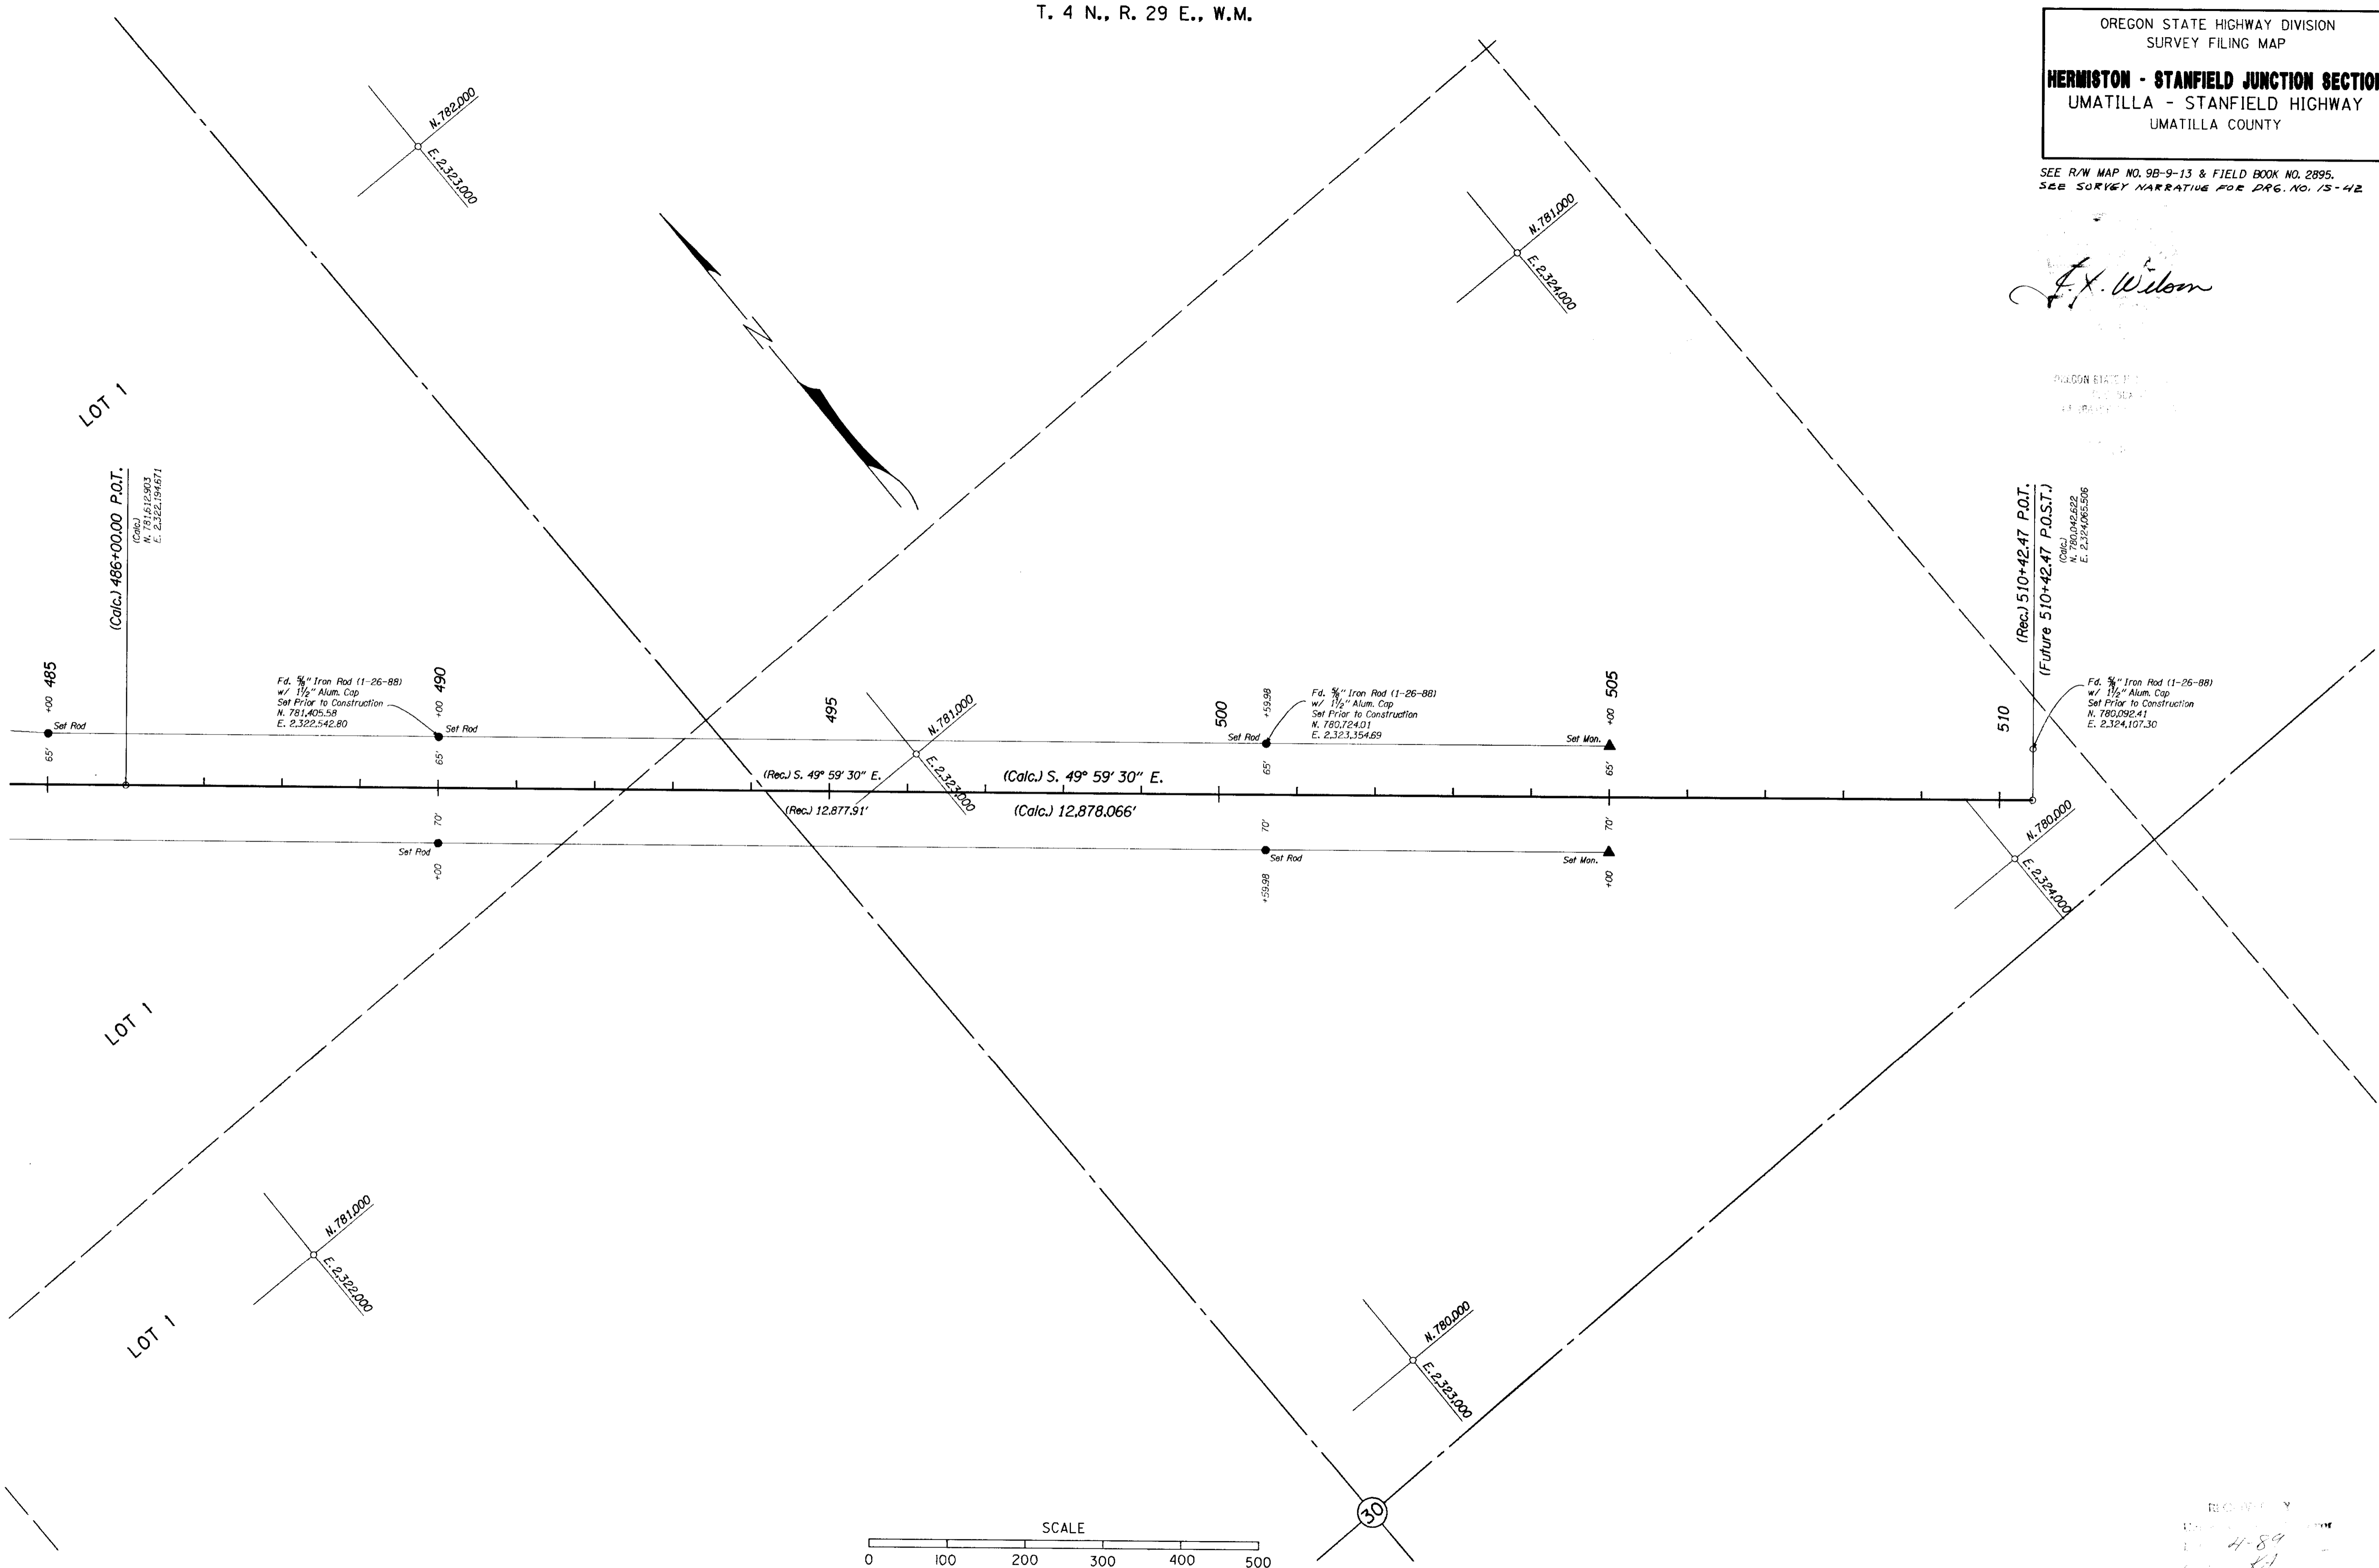 T. 4 N., R. 29 E., W.M.
OREGON STATE HIGHWAY DIVISION
SURVEY FILING MAP
HERMISTON - STANFIELD JUNCTION SECTION
UMATILLA - STANFIELD HIGHWAY
UMATILLA COUNTY
SEE R/W MAP NO. 9B-9-13 & FIELD BOOK NO. 2895.
SEE SURVEY NARRATIVE FOR DRG. NO. 15-42
Wilson
OREGON STATE
N. 782,000
E. 2,323,000
N. 781,000
E. 2,324,000
N
LOT 1
(Calc.) 486+00.00 P.O.T.
(Calc.)
N. 781,612.903
E. 2,322,194.671
(Rec.) 510+42.47 P.O.T.
(Future 510+42.47 P.O.S.T.)
(Calc.)
N. 780,042.622
E. 2,324,065.506
+00 485
Set Rod
65'
Fd. 5/8" Iron Rod (1-26-88)
w/ 1 1/2" Alum. Cap
Set Prior to Construction
N. 781,405.58
E. 2,322,542.80
+00 490
Set Rod
65'
495
N. 781,000
E. 2,323,000
500
+59.98
Set Rod
65'
Fd. 5/8" Iron Rod (1-26-88)
w/ 1 1/2" Alum. Cap
Set Prior to Construction
N. 780,724.01
E. 2,323,354.69
+00 505
Set Mon.
65'
510
Fd. 5/8" Iron Rod (1-26-88)
w/ 1 1/2" Alum. Cap
Set Prior to Construction
N. 780,092.41
E. 2,324,107.30
(Rec.) S. 49° 59' 30" E.
(Calc.) S. 49° 59' 30" E.
(Rec.) 12,877.91'
(Calc.) 12,878.066'
70'
Set Rod
+00
70'
Set Rod
+59.98
70'
Set Mon.
+00
N. 780,000
E. 2,324,000
LOT 1
N. 781,000
E. 2,322,000
LOT 1
N. 780,000
E. 2,323,000
30
SCALE
0 100 200 300 400 500
4-89